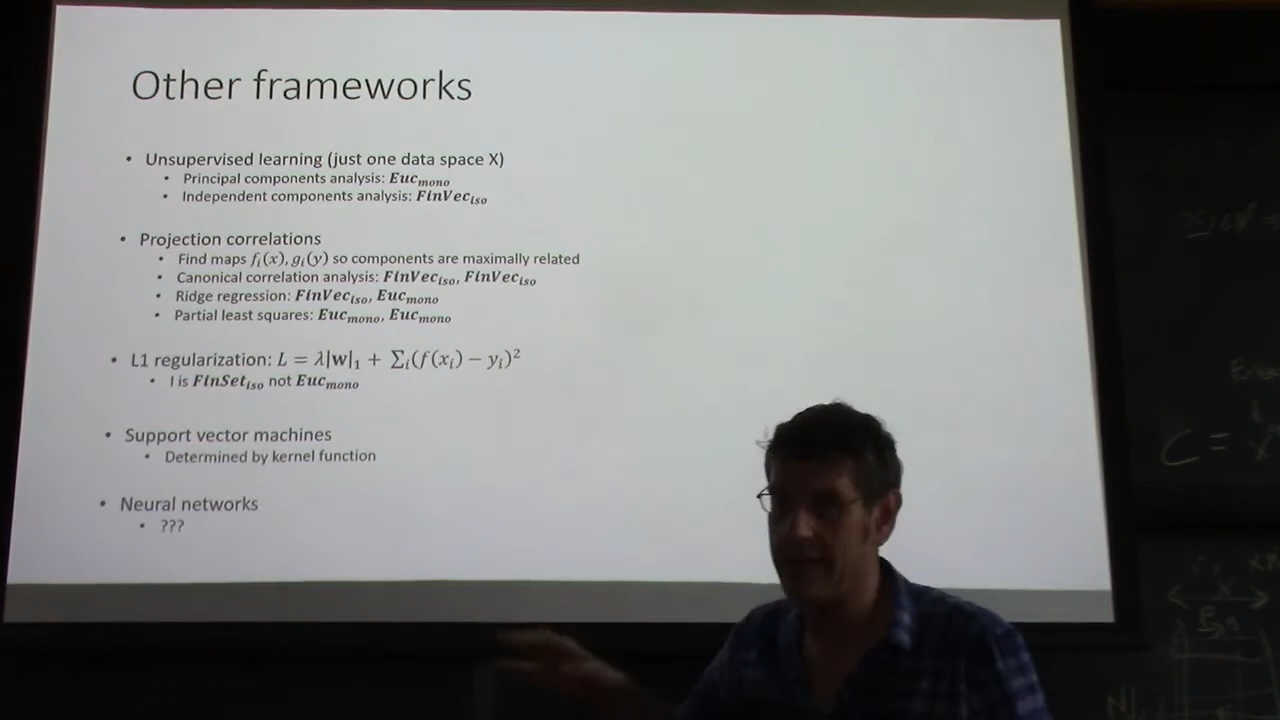 Other frameworks
• Unsupervised learning (just one data space X)
• Principal components analysis: Euc_mono
• Independent components analysis: FinVec_iso
• Projection correlations
• Find maps f_i(x), g_i(y) so components are maximally related
• Canonical correlation analysis: FinVec_iso, FinVec_iso
• Ridge regression: FinVec_iso, Euc_mono
• Partial least squares: Euc_mono, Euc_mono
• L1 regularization: L = λ|w|₁ + ∑_i(f(x_i) − y_i)²
• I is FinSet_iso not Euc_mono
• Support vector machines
• Determined by kernel function
• Neural networks
• ???
C =